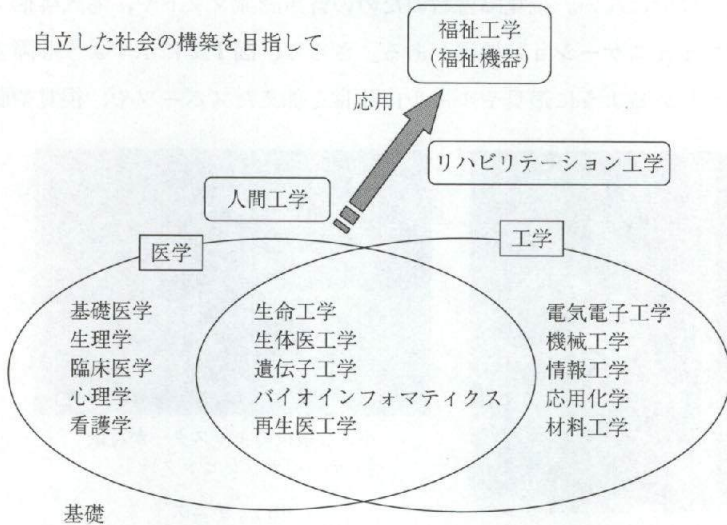 自立した社会の構築を目指して
福祉工学
(福祉機器)
応用
リハビリテーション工学
人間工学
医学
工学
基礎医学
生理学
臨床医学
心理学
看護学
生命工学
生体医工学
遺伝子工学
バイオインフォマティクス
再生医工学
電気電子工学
機械工学
情報工学
応用化学
材料工学
基礎